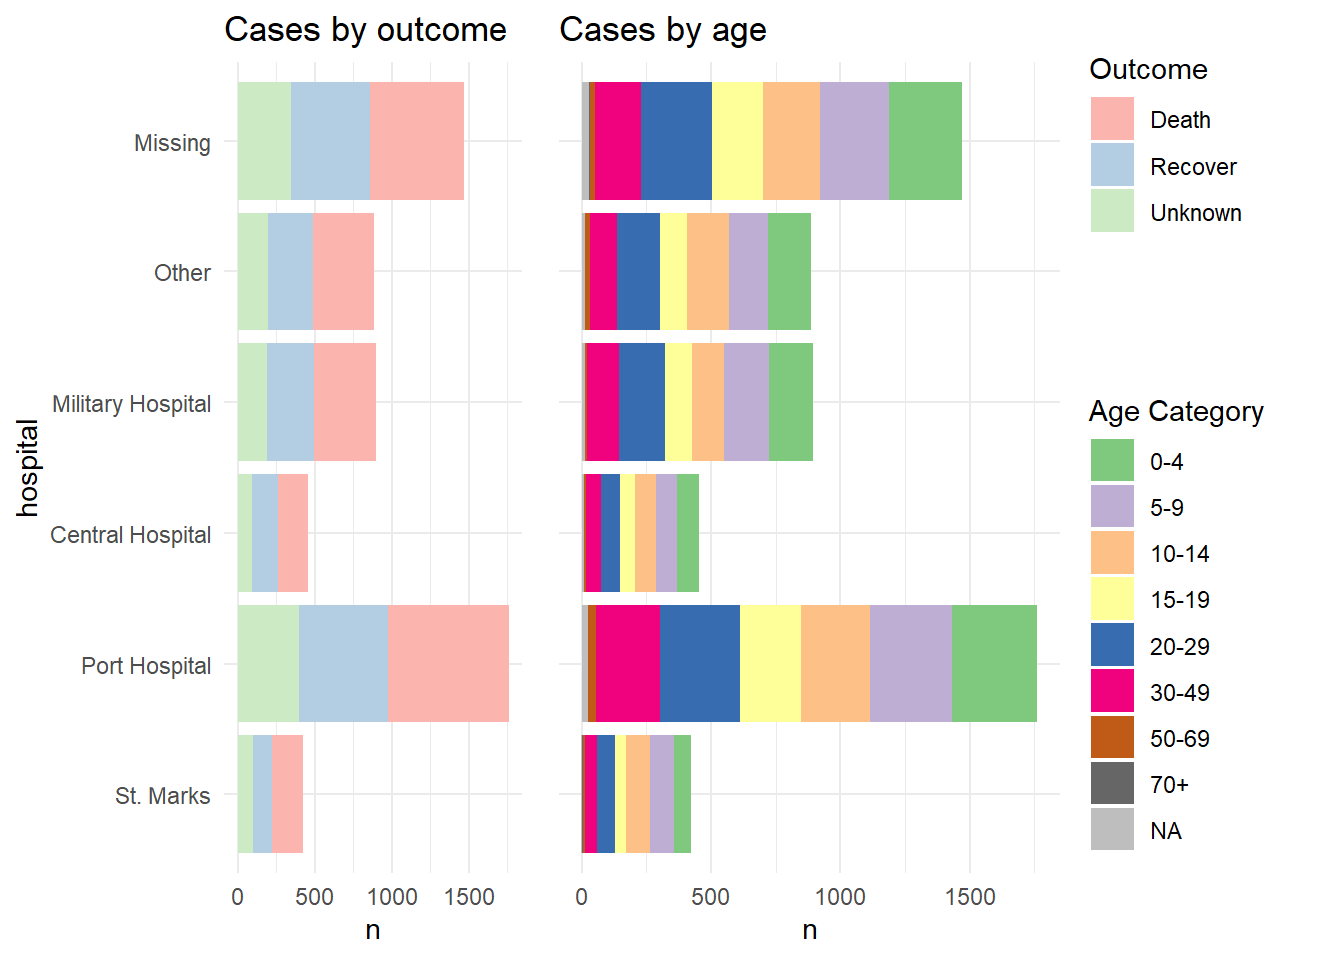 Cases by outcome
Cases by age
hospital
Missing
Other
Military Hospital
Central Hospital
Port Hospital
St. Marks
0 500 1000 1500
n
0 500 1000 1500
n
Outcome
Death
Recover
Unknown
Age Category
0-4
5-9
10-14
15-19
20-29
30-49
50-69
70+
NA